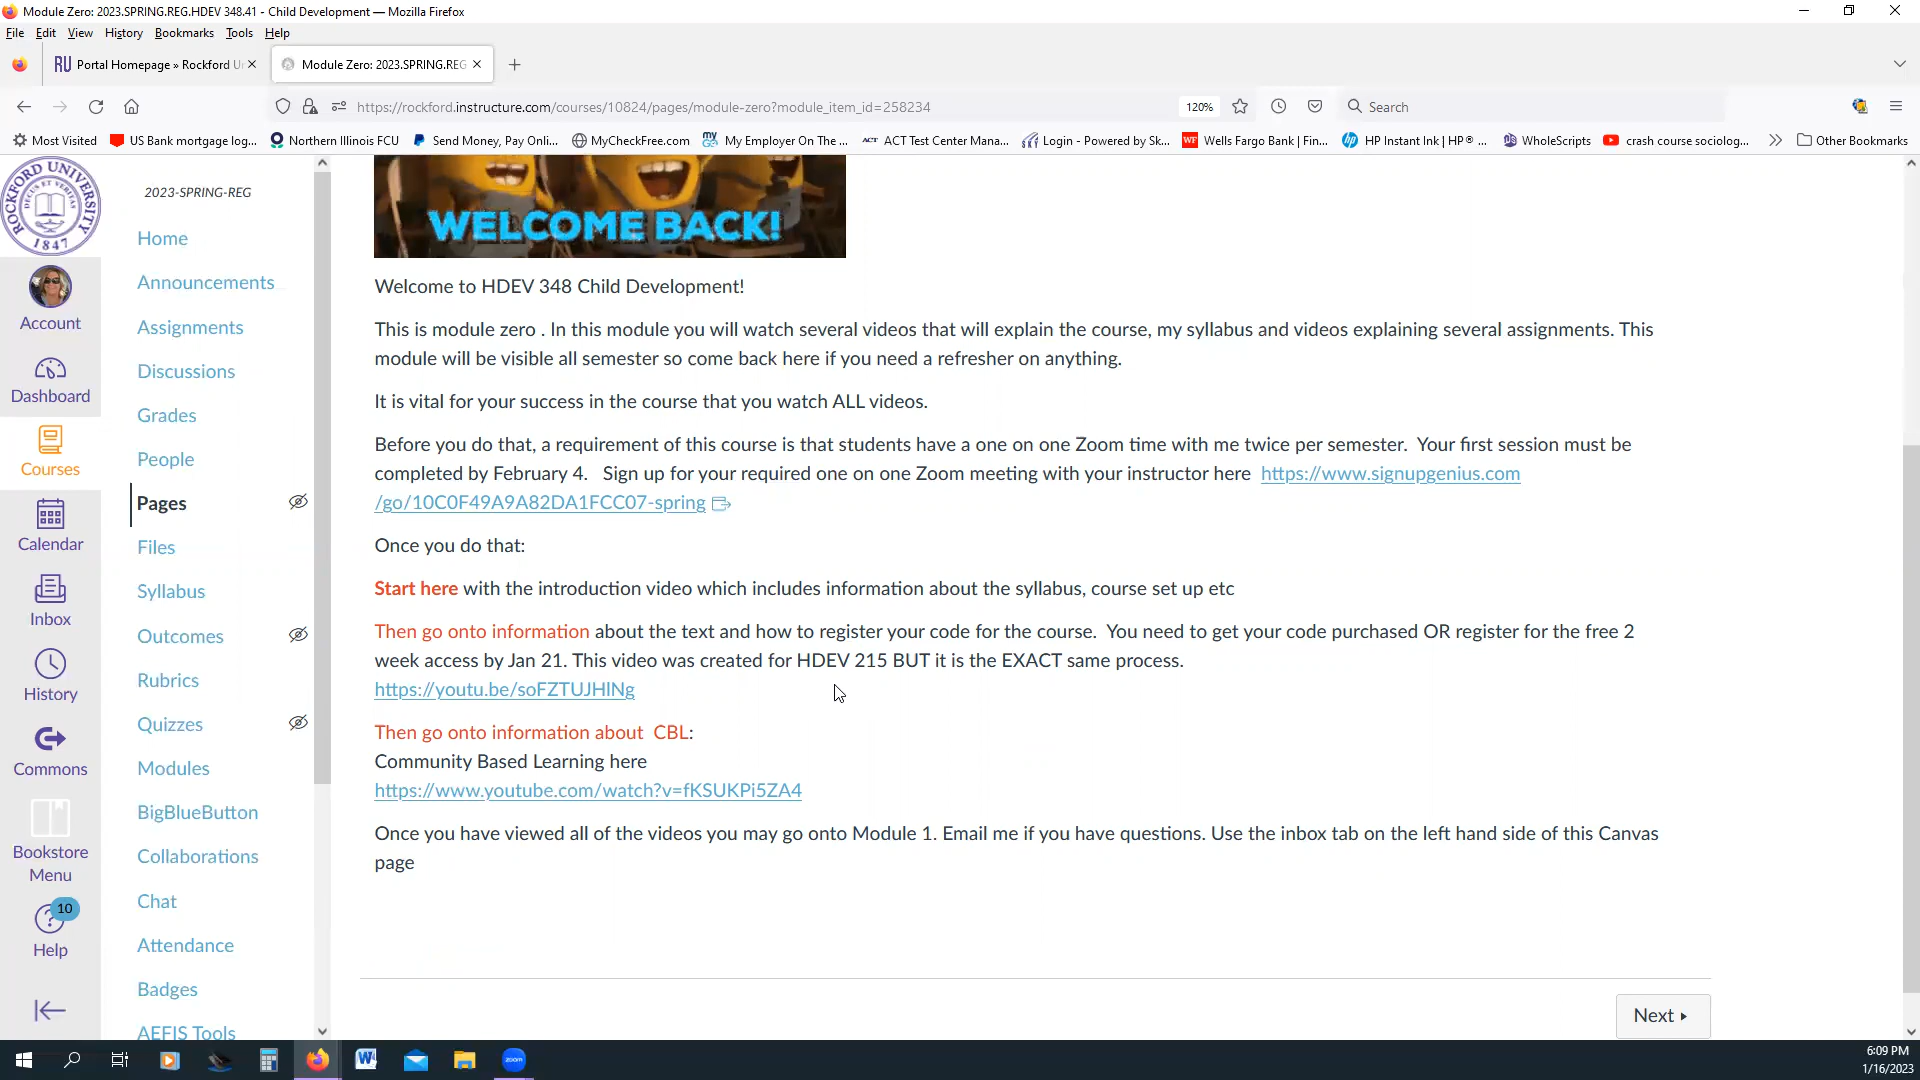 Module Zero: 2023.SPRING.REG.HDEV 348.41 - Child Development — Mozilla Firefox
File Edit View History Bookmarks Tools Help
RU Portal Homepage » Rockford Un
Module Zero: 2023.SPRING.REG
https://rockford.instructure.com/courses/10824/pages/module-zero?module_item_id=258234
120%
Search
Most Visited
US Bank mortgage log...
Northern Illinois FCU
Send Money, Pay Onli...
MyCheckFree.com
My Employer On The ...
ACT Test Center Mana...
Login - Powered by Sk...
Wells Fargo Bank | Fin...
HP Instant Ink | HP® ...
WholeScripts
crash course sociolog...
Other Bookmarks
ROCKFORD UNIVERSITY
1847
Account
Dashboard
Courses
Calendar
Inbox
History
Commons
Bookstore
Menu
10
Help
2023-SPRING-REG
Home
Announcements
Assignments
Discussions
Grades
People
Pages
Files
Syllabus
Outcomes
Rubrics
Quizzes
Modules
BigBlueButton
Collaborations
Chat
Attendance
Badges
AEFIS Tools
WELCOME BACK!
Welcome to HDEV 348 Child Development!
This is module zero . In this module you will watch several videos that will explain the course, my syllabus and videos explaining several assignments. This
module will be visible all semester so come back here if you need a refresher on anything.
It is vital for your success in the course that you watch ALL videos.
Before you do that, a requirement of this course is that students have a one on one Zoom time with me twice per semester.  Your first session must be
completed by February 4.   Sign up for your required one on one Zoom meeting with your instructor here  https://www.signupgenius.com
/go/10C0F49A9A82DA1FCC07-spring
Once you do that:
Start here with the introduction video which includes information about the syllabus, course set up etc
Then go onto information about the text and how to register your code for the course.  You need to get your code purchased OR register for the free 2
week access by Jan 21. This video was created for HDEV 215 BUT it is the EXACT same process.
https://youtu.be/soFZTUJHlNg
Then go onto information about  CBL:
Community Based Learning here
https://www.youtube.com/watch?v=fKSUKPi5ZA4
Once you have viewed all of the videos you may go onto Module 1. Email me if you have questions. Use the inbox tab on the left hand side of this Canvas
page
Next
zoom
6:09 PM
1/16/2023